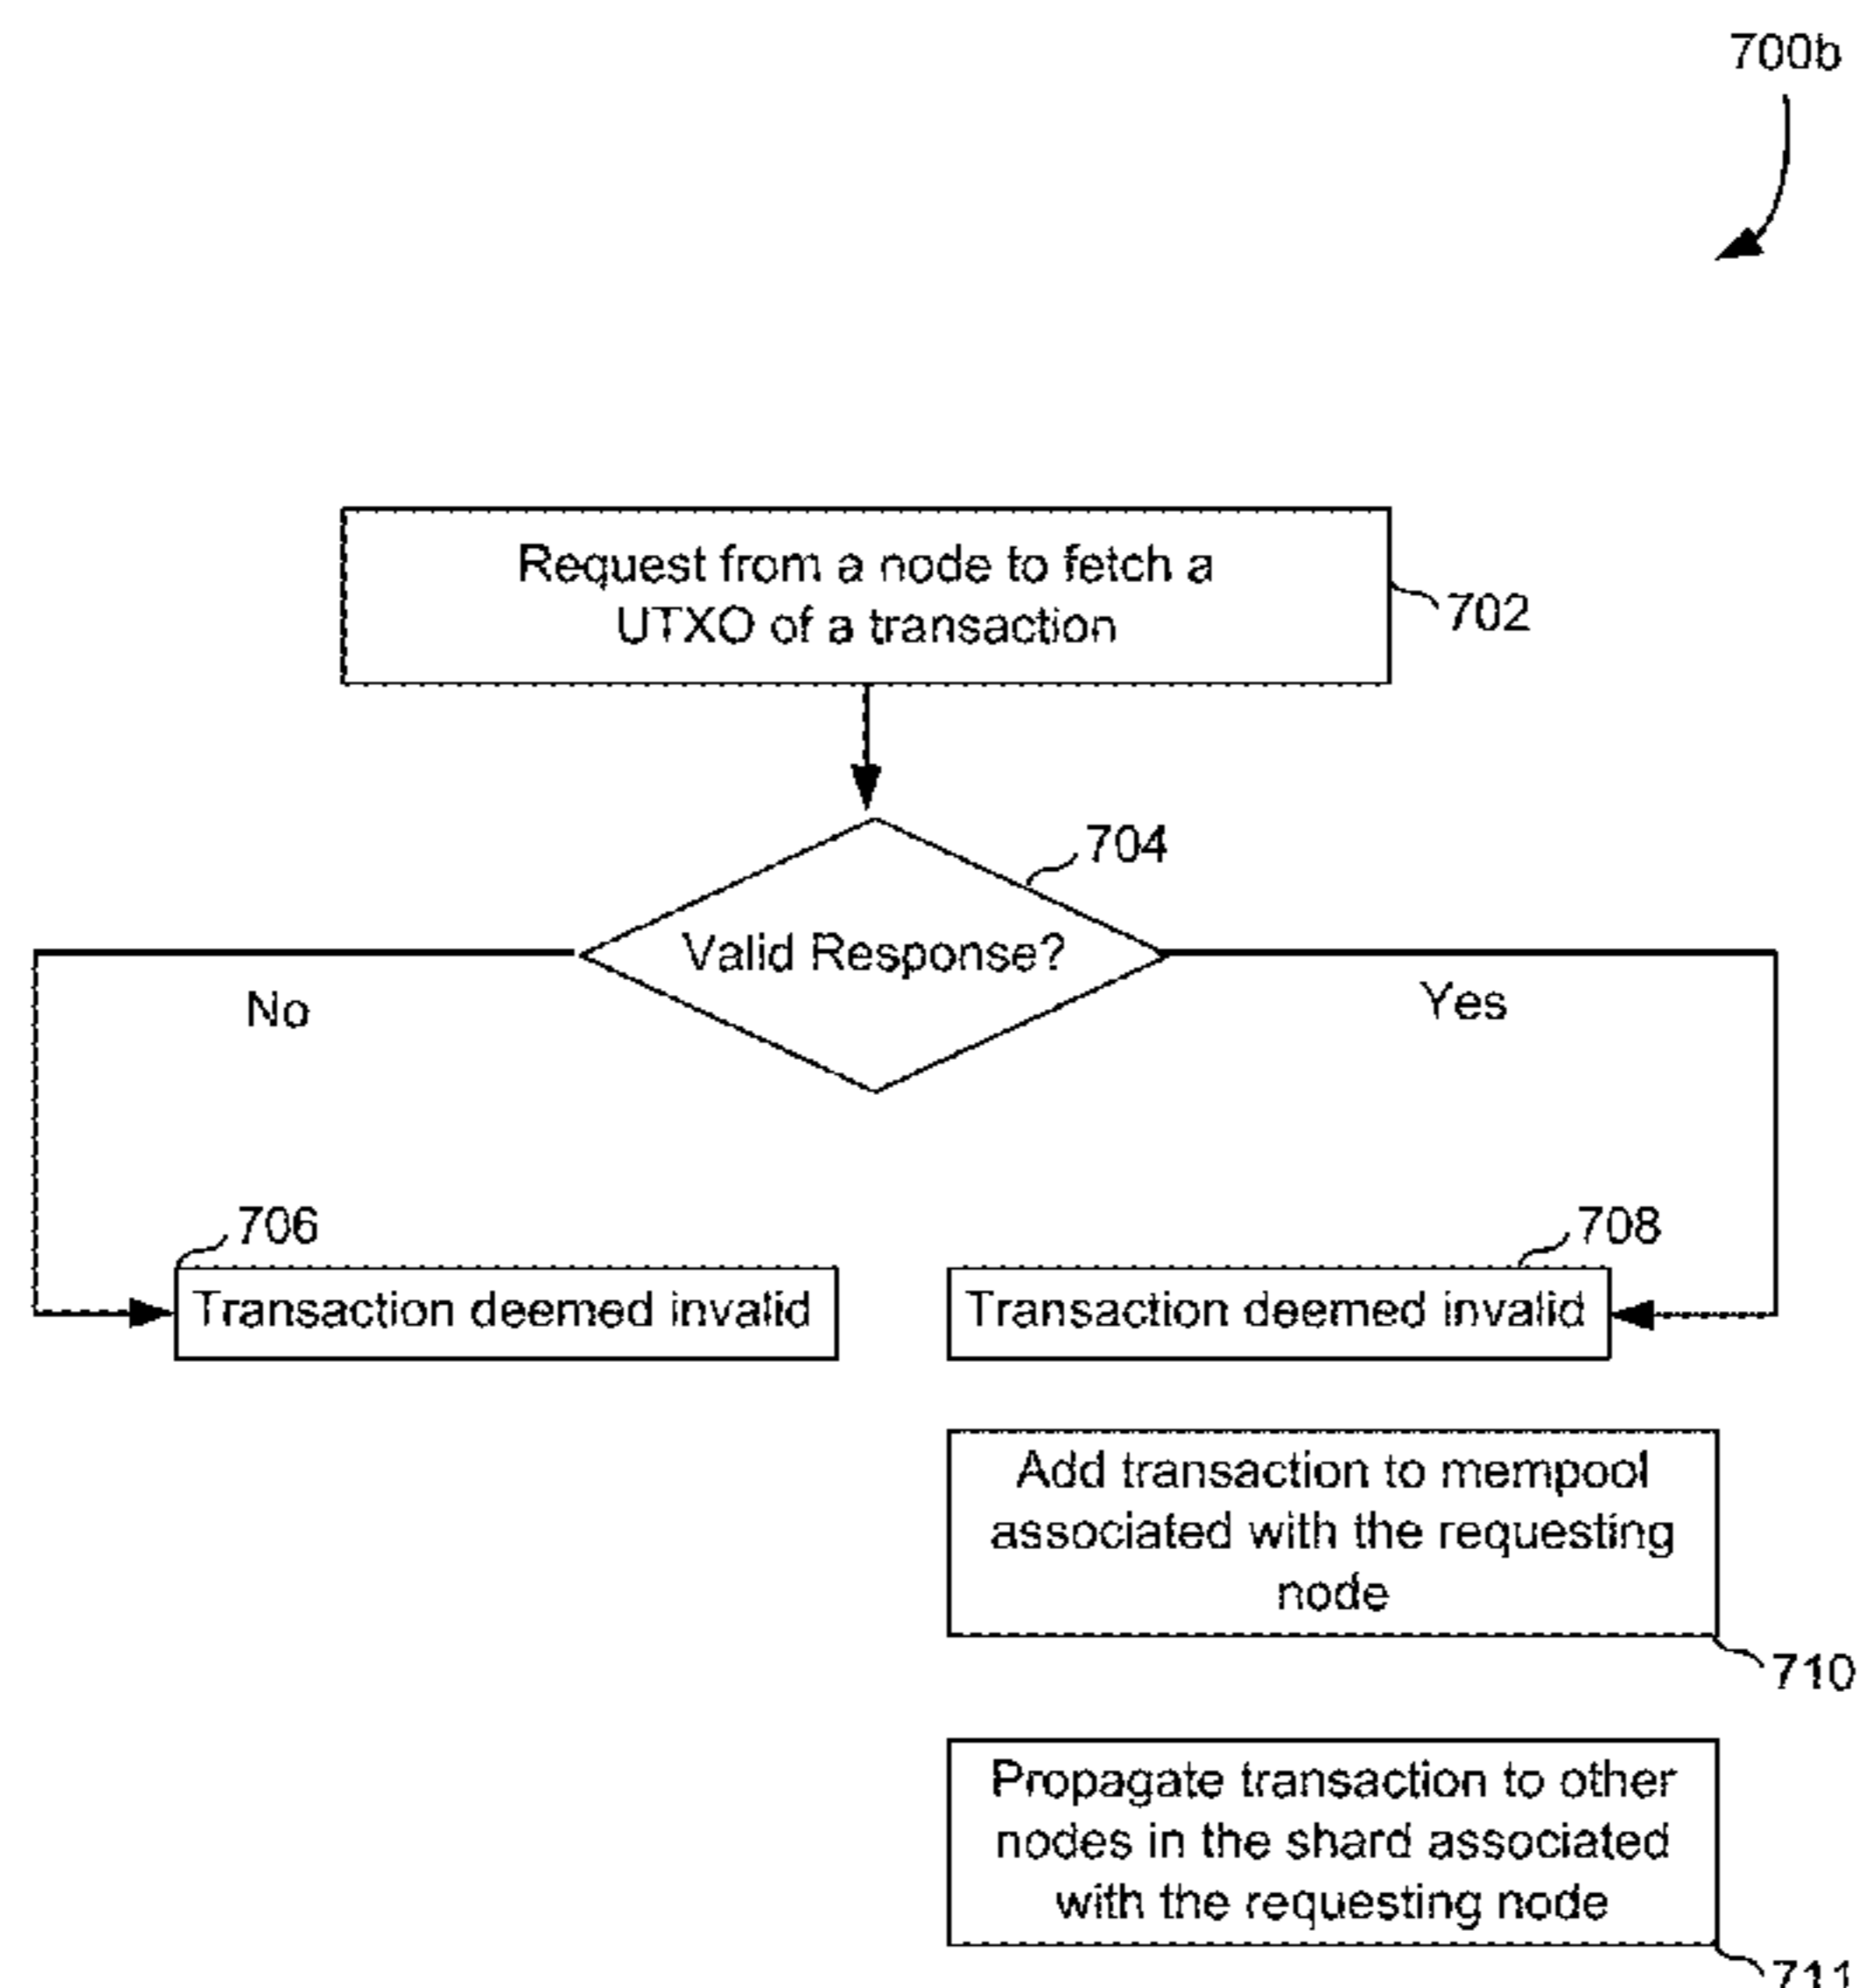 700b
Request from a node to fetch a
UTXO of a transaction
702
704
Valid Response?
No
Yes
706
708
Transaction deemed invalid
Transaction deemed invalid
Add transaction to mempool
associated with the requesting
node
710
Propagate transaction to other
nodes in the shard associated
with the requesting node
711